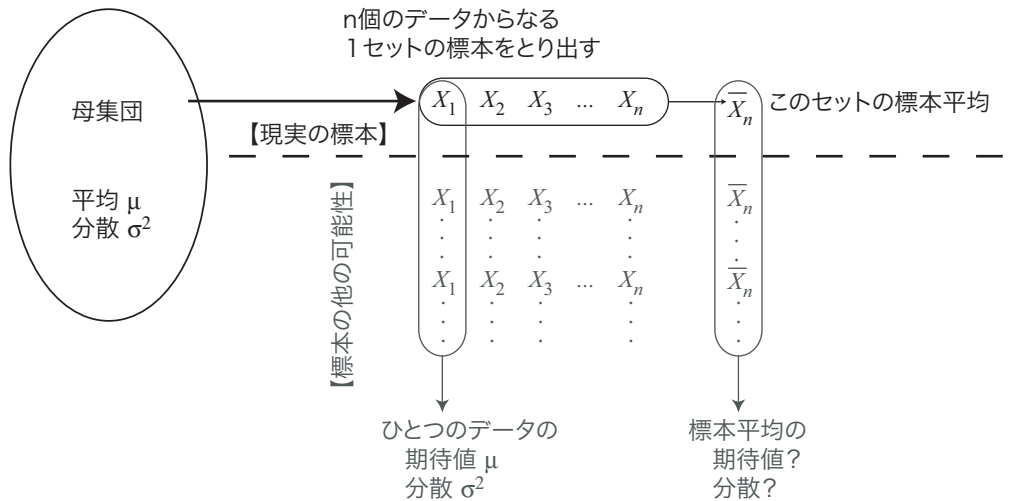 n個のデータからなる
1セットの標本をとり出す
母集団
平均 μ
分散 σ²
X₁ X₂ X₃ ... Xₙ
X̅ₙ
このセットの標本平均
【現実の標本】
【標本の他の可能性】
X₁ X₂ X₃ ... Xₙ
X̅ₙ
X₁ X₂ X₃ ... Xₙ
X̅ₙ
ひとつのデータの
期待値 μ
分散 σ²
標本平均の
期待値？
分散？